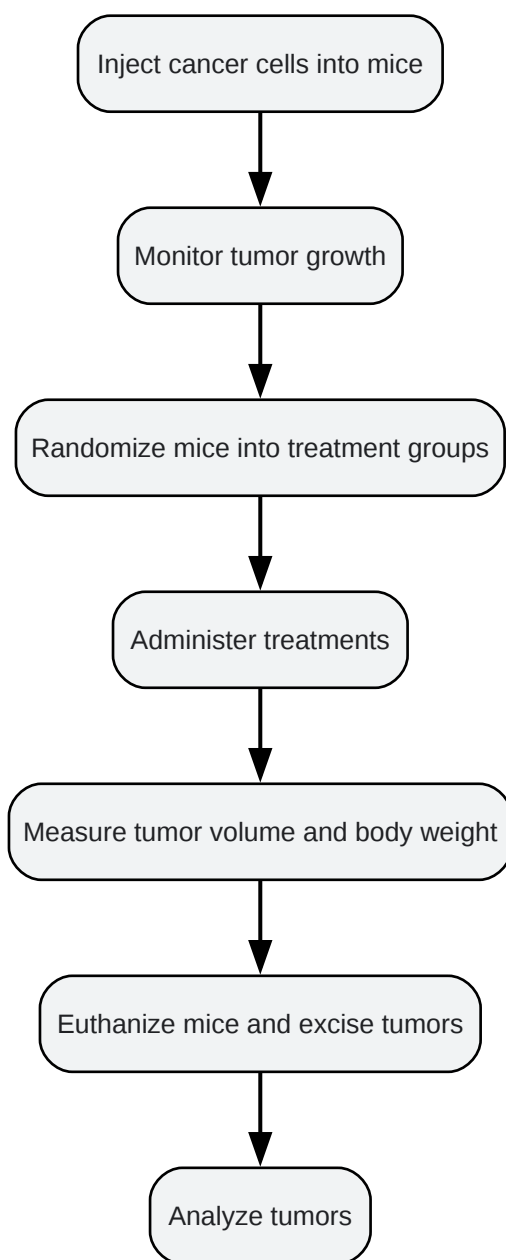 Inject cancer cells into mice
Monitor tumor growth
Randomize mice into treatment groups
Administer treatments
Measure tumor volume and body weight
Euthanize mice and excise tumors
Analyze tumors